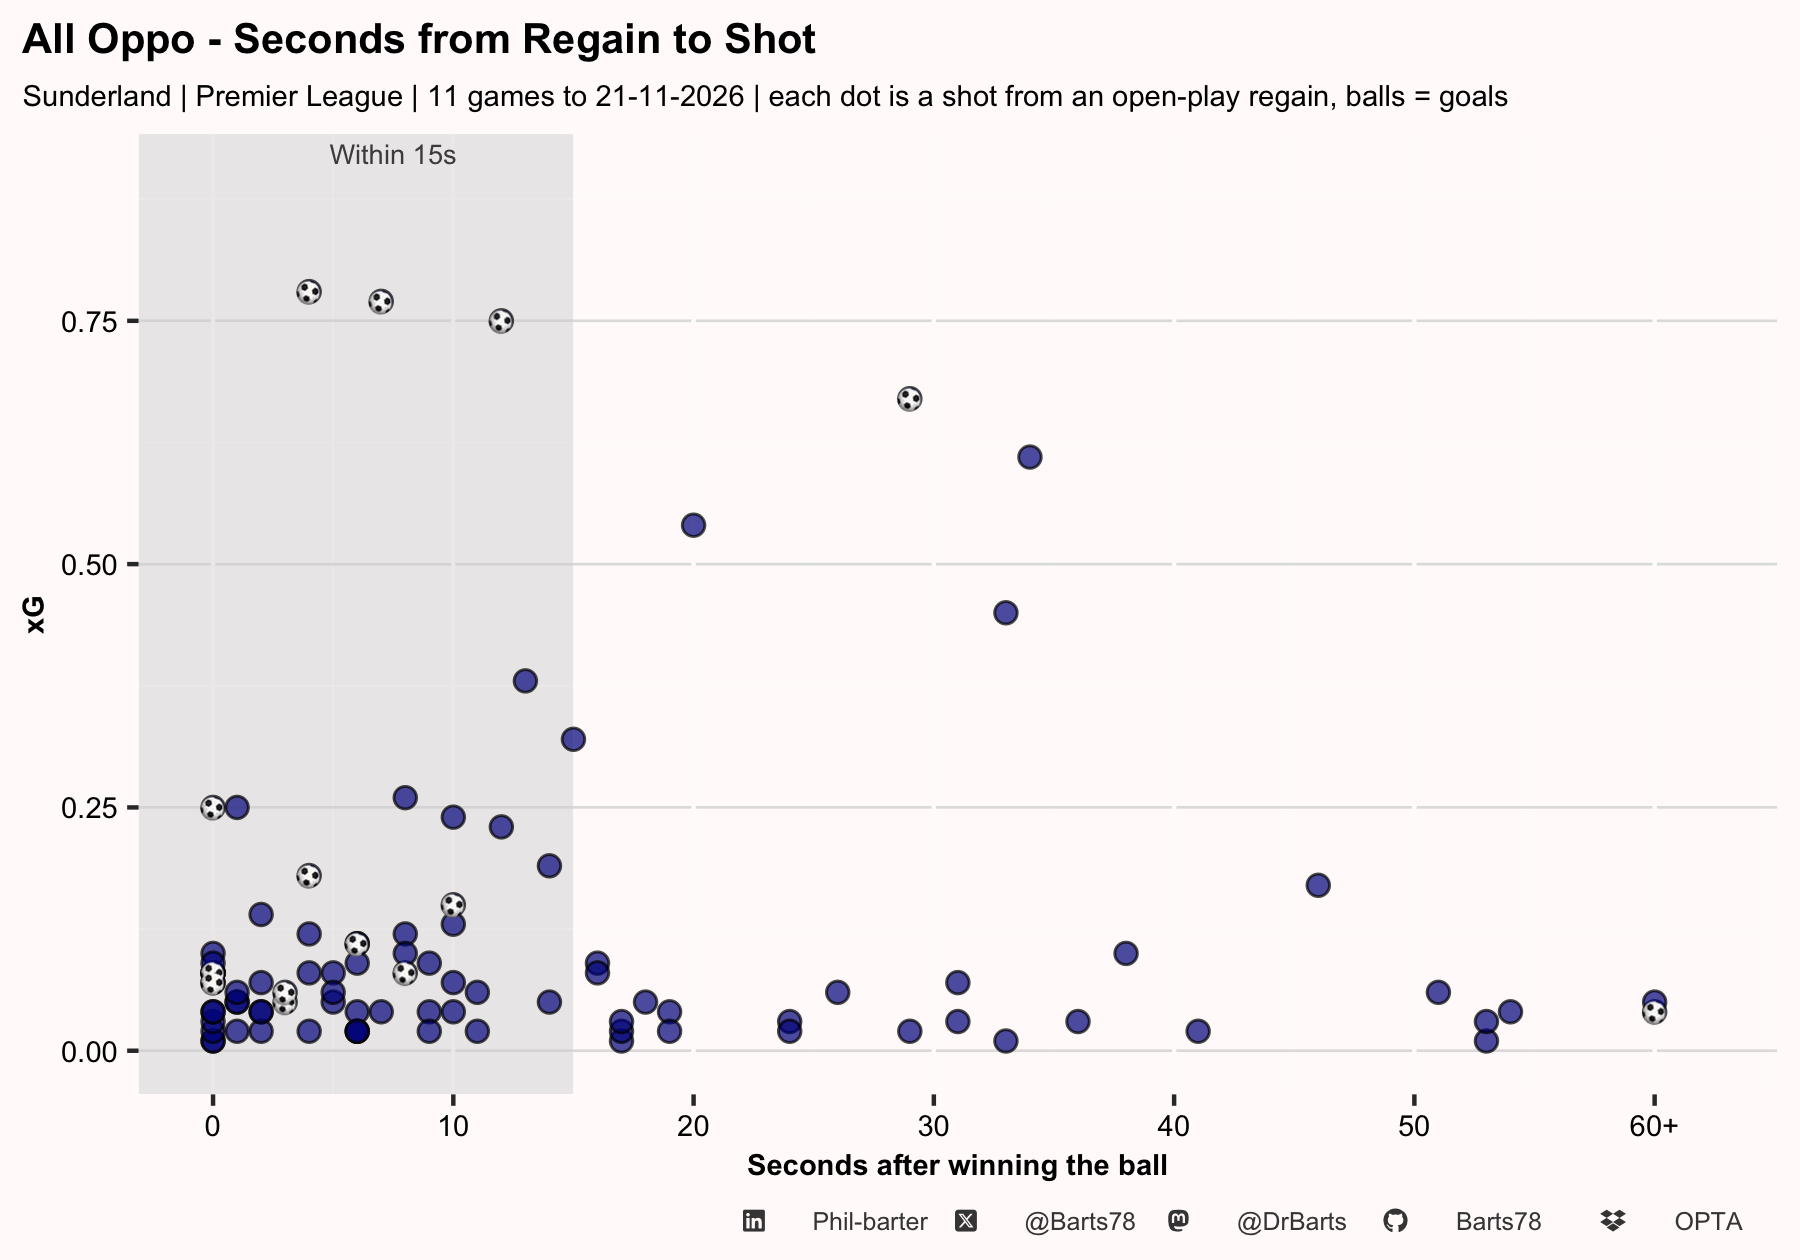 All Oppo - Seconds from Regain to Shot
Sunderland | Premier League | 11 games to 21-11-2026 | each dot is a shot from an open-play regain, balls = goals
Within 15s
0.75
0.50
0.25
0.00
xG
0 10 20 30 40 50 60+
Seconds after winning the ball
Phil-barter @Barts78 @DrBarts Barts78 OPTA